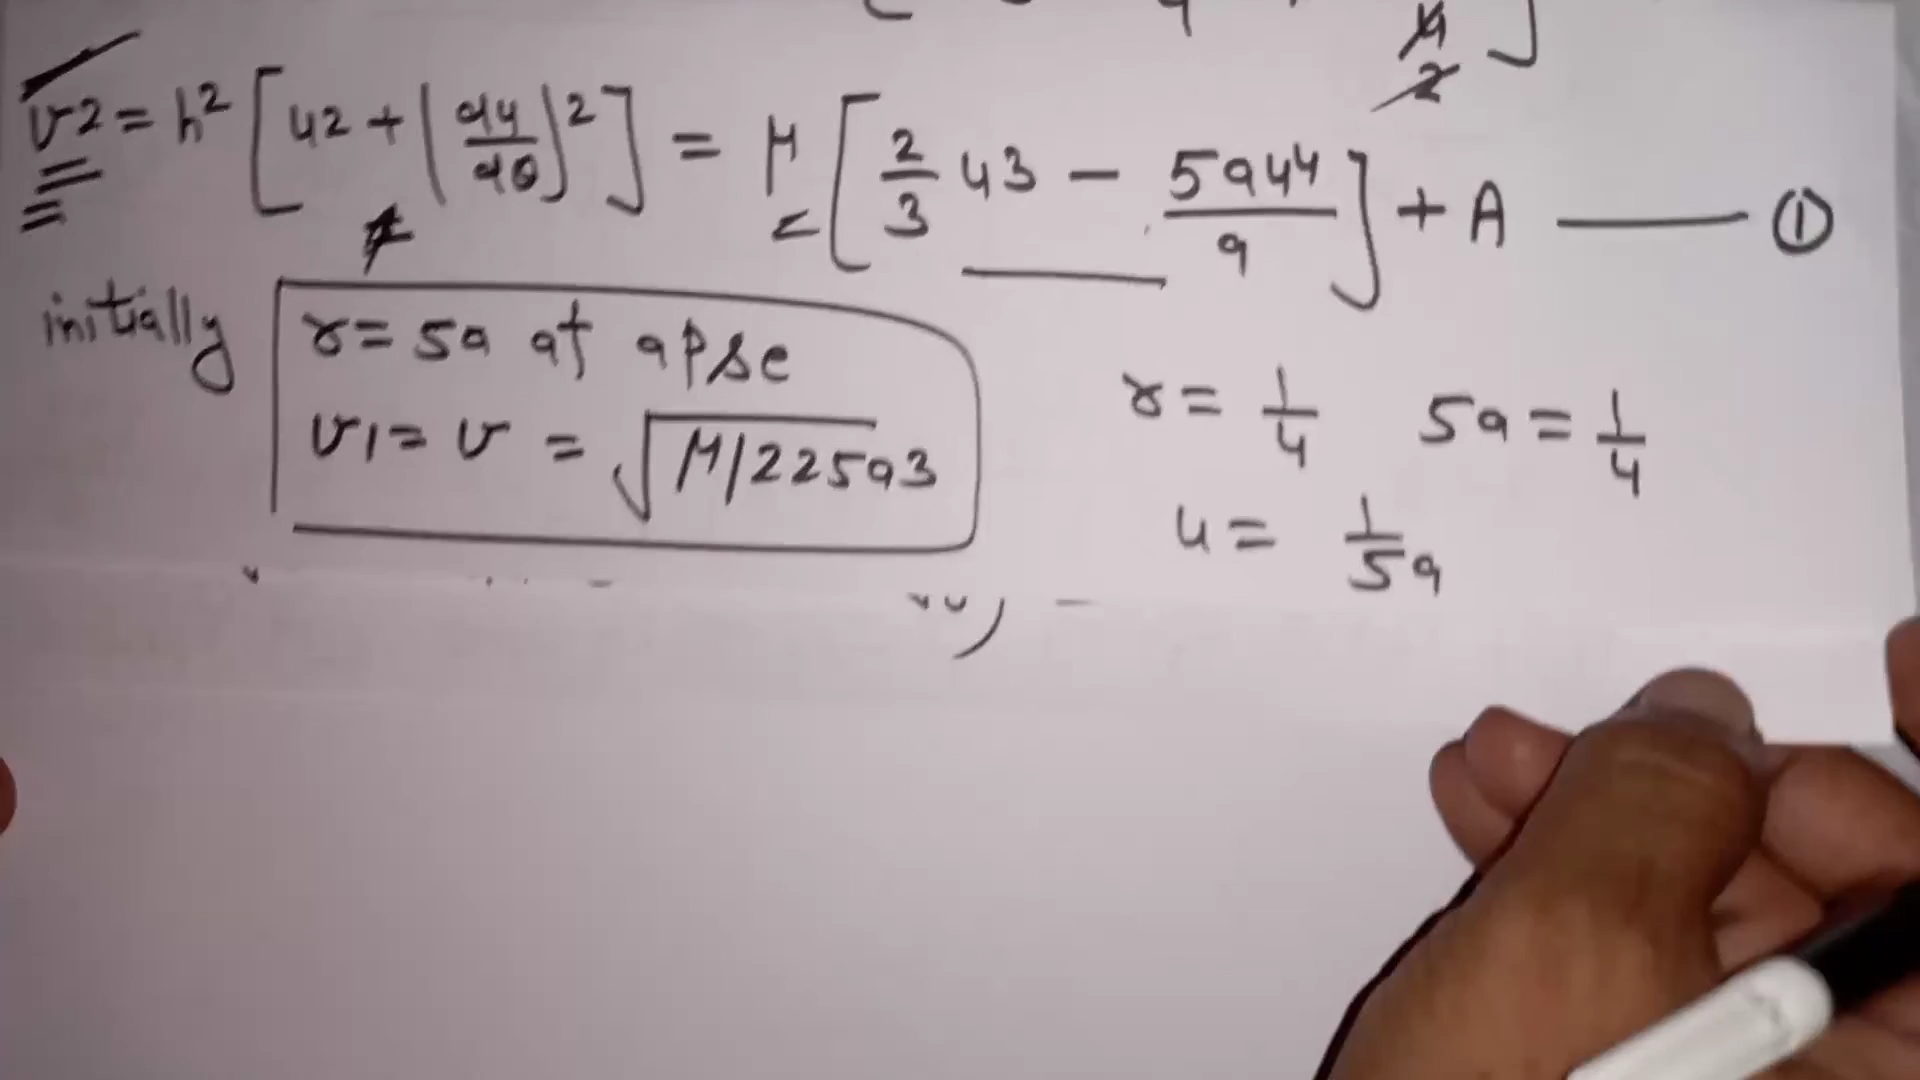 v2 = h² [u2 + (du/dθ)²] = μ [2/3 u3 - 5au⁴/9] + A — ①
initially
r = 5a at apse
v1 = v = √μ/225a3
r = 1/u 5a = 1/u
u = 1/5a